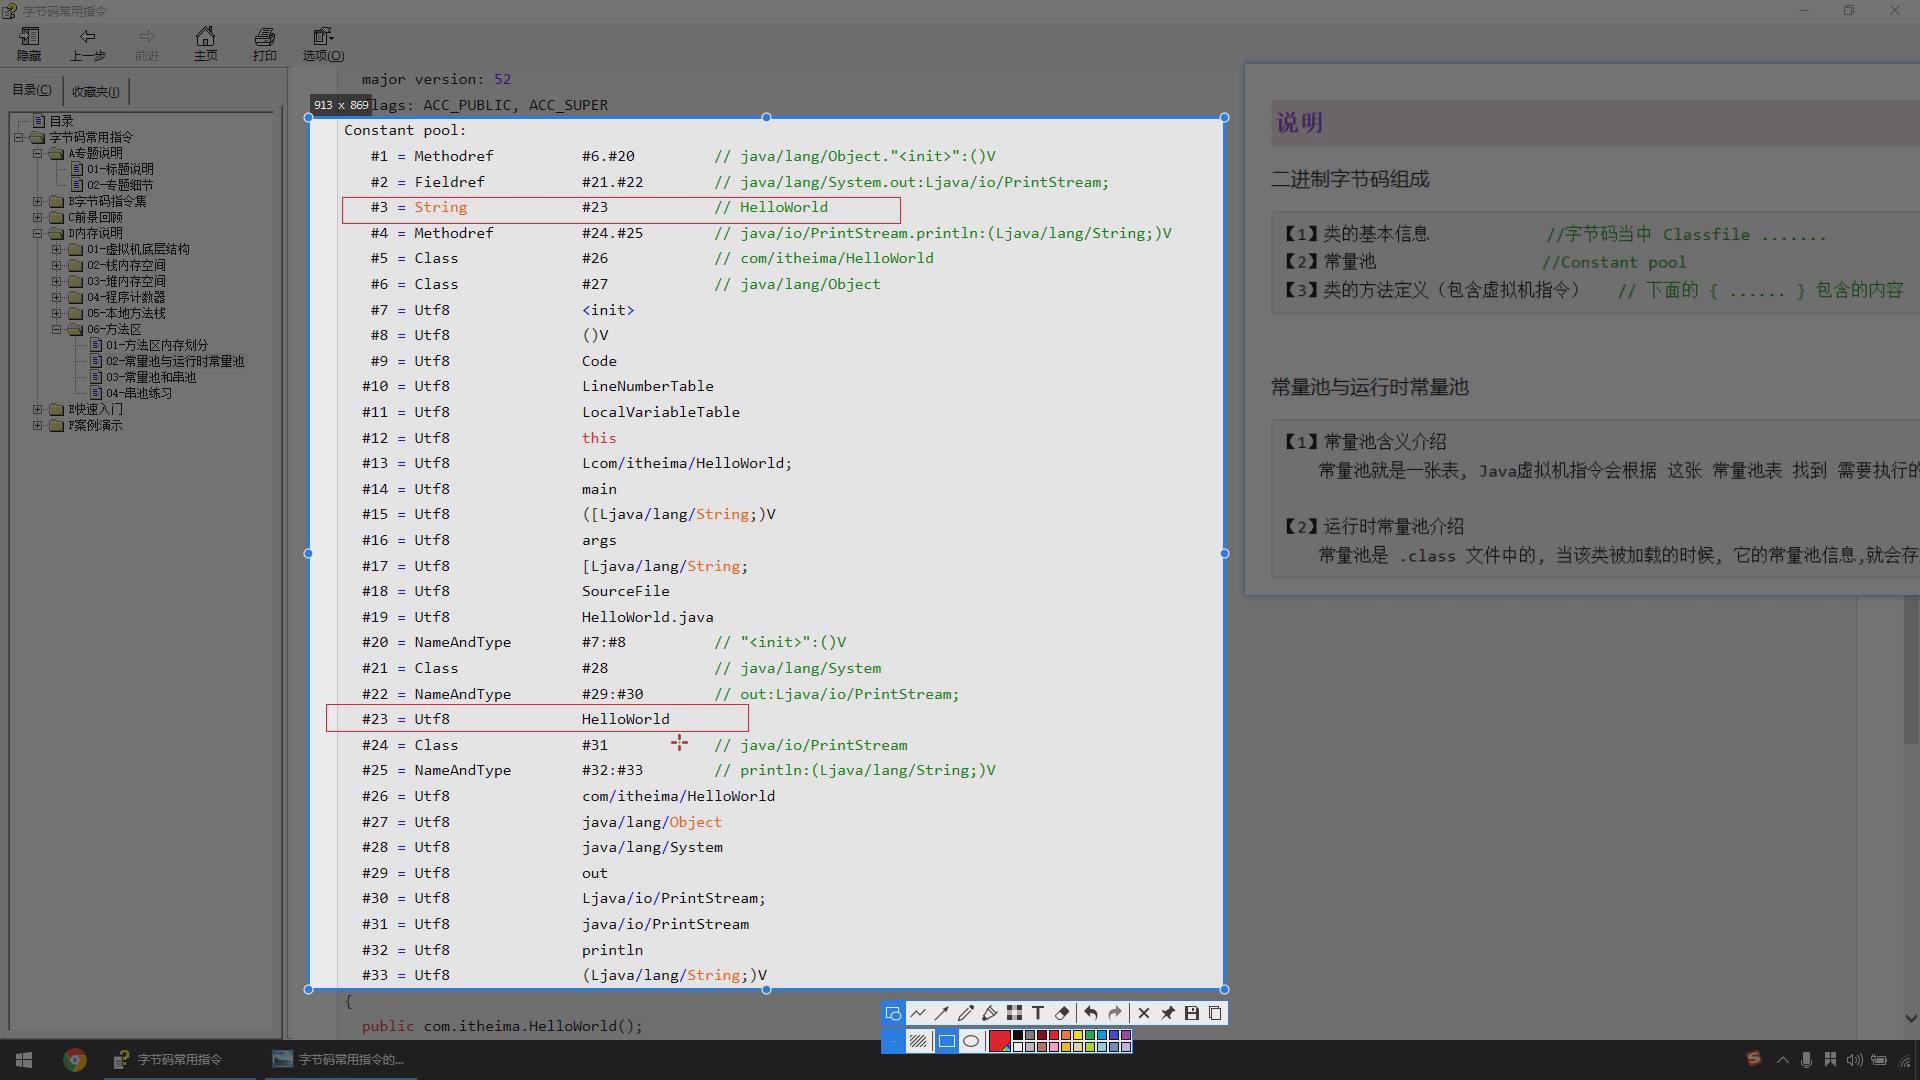 字节码常用指令
隐藏 上一步 前进 主页 打印 选项(O)
目录(C) 收藏夹(I)
目录
字节码常用指令
A专题说明
01-标题说明
02-专题细节
B字节码指令集
C前景回顾
D内存说明
01-虚拟机底层结构
02-栈内存空间
03-堆内存空间
04-程序计数器
05-本地方法栈
06-方法区
01-方法区内存划分
02-常量池与运行时常量池
03-常量池和串池
04-串池练习
E快速入门
F案例演示
major version: 52
913 x 869
lags: ACC_PUBLIC, ACC_SUPER
Constant pool:
#1 = Methodref #6.#20 // java/lang/Object."<init>":()V
#2 = Fieldref #21.#22 // java/lang/System.out:Ljava/io/PrintStream;
#3 = String #23 // HelloWorld
#4 = Methodref #24.#25 // java/io/PrintStream.println:(Ljava/lang/String;)V
#5 = Class #26 // com/itheima/HelloWorld
#6 = Class #27 // java/lang/Object
#7 = Utf8 <init>
#8 = Utf8 ()V
#9 = Utf8 Code
#10 = Utf8 LineNumberTable
#11 = Utf8 LocalVariableTable
#12 = Utf8 this
#13 = Utf8 Lcom/itheima/HelloWorld;
#14 = Utf8 main
#15 = Utf8 ([Ljava/lang/String;)V
#16 = Utf8 args
#17 = Utf8 [Ljava/lang/String;
#18 = Utf8 SourceFile
#19 = Utf8 HelloWorld.java
#20 = NameAndType #7:#8 // "<init>":()V
#21 = Class #28 // java/lang/System
#22 = NameAndType #29:#30 // out:Ljava/io/PrintStream;
#23 = Utf8 HelloWorld
#24 = Class #31 // java/io/PrintStream
#25 = NameAndType #32:#33 // println:(Ljava/lang/String;)V
#26 = Utf8 com/itheima/HelloWorld
#27 = Utf8 java/lang/Object
#28 = Utf8 java/lang/System
#29 = Utf8 out
#30 = Utf8 Ljava/io/PrintStream;
#31 = Utf8 java/io/PrintStream
#32 = Utf8 println
#33 = Utf8 (Ljava/lang/String;)V
{
public com.itheima.HelloWorld();
说明
二进制字节码组成
【1】类的基本信息 //字节码当中 Classfile .......
【2】常量池 //Constant pool
【3】类的方法定义（包含虚拟机指令） // 下面的 { ...... } 包含的内容
常量池与运行时常量池
【1】常量池含义介绍
常量池就是一张表, Java虚拟机指令会根据 这张 常量池表 找到 需要执行的
【2】运行时常量池介绍
常量池是 .class 文件中的, 当该类被加载的时候, 它的常量池信息,就会存
字节码常用指令
字节码常用指令的...